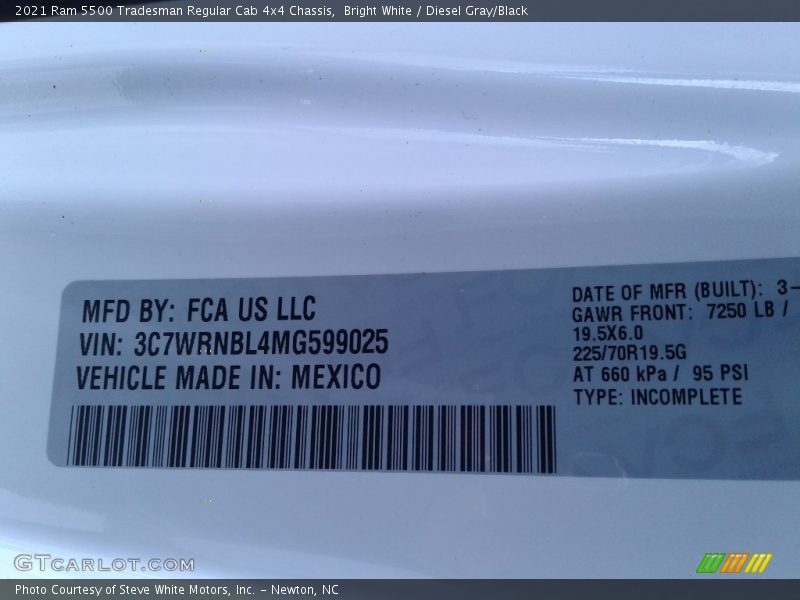 2021 Ram 5500 Tradesman Regular Cab 4x4 Chassis,  Bright White / Diesel Gray/Black
MFD BY: FCA US LLC
VIN: 3C7WRNBL4MG599025
VEHICLE MADE IN: MEXICO
DATE OF MFR (BUILT): 3-
GAWR FRONT: 7250 LB /
19.5X6.0
225/70R19.5G
AT 660 kPa / 95 PSI
TYPE: INCOMPLETE
GTCARLOT.COM
Photo Courtesy of Steve White Motors, Inc. – Newton, NC